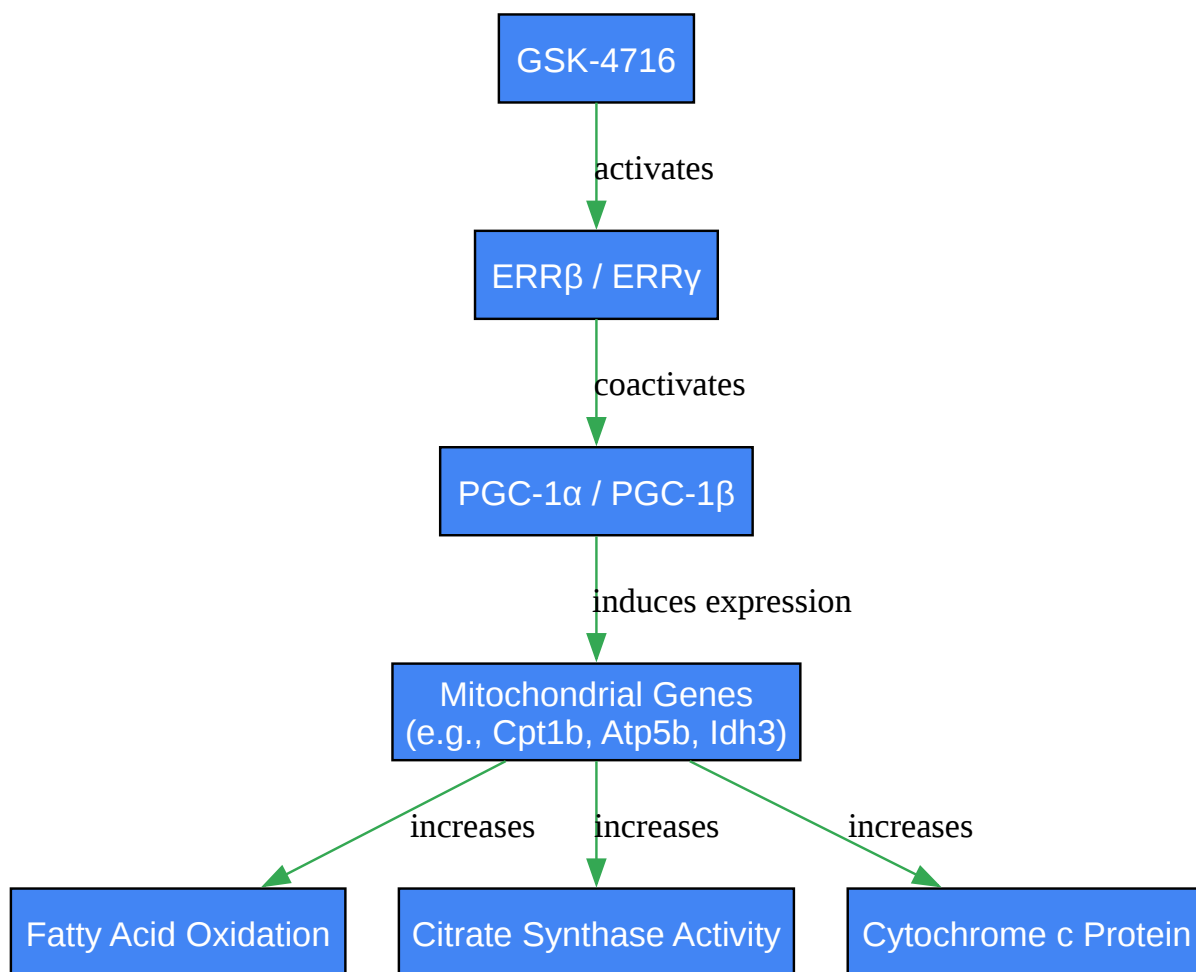 GSK-4716
activates
ERRβ / ERRγ
coactivates
PGC-1α / PGC-1β
induces expression
Mitochondrial Genes
(e.g., Cpt1b, Atp5b, Idh3)
increases
increases
increases
Fatty Acid Oxidation
Citrate Synthase Activity
Cytochrome c Protein